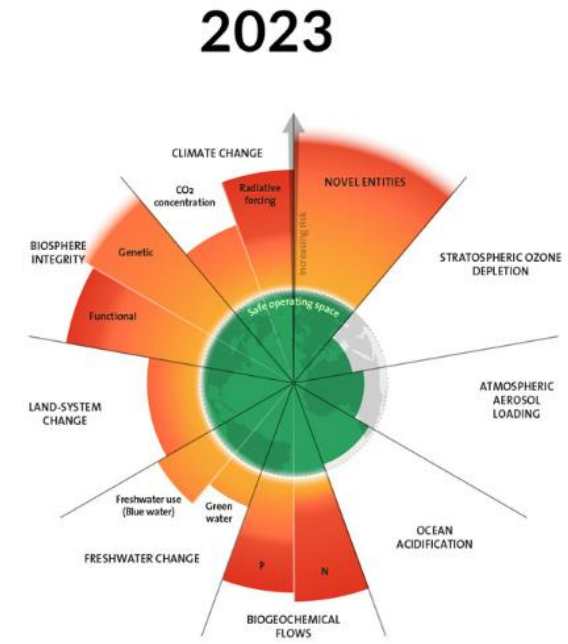 2023
CLIMATE CHANGE
CO2
concentration
Radiative
forcing
NOVEL ENTITIES
Increasing risk
STRATOSPHERIC OZONE
DEPLETION
BIOSPHERE
INTEGRITY
Genetic
Functional
Safe operating space
ATMOSPHERIC
AEROSOL
LOADING
LAND-SYSTEM
CHANGE
Freshwater use
(Blue water)
Green
water
FRESHWATER CHANGE
OCEAN
ACIDIFICATION
P
N
BIOGEOCHEMICAL
FLOWS